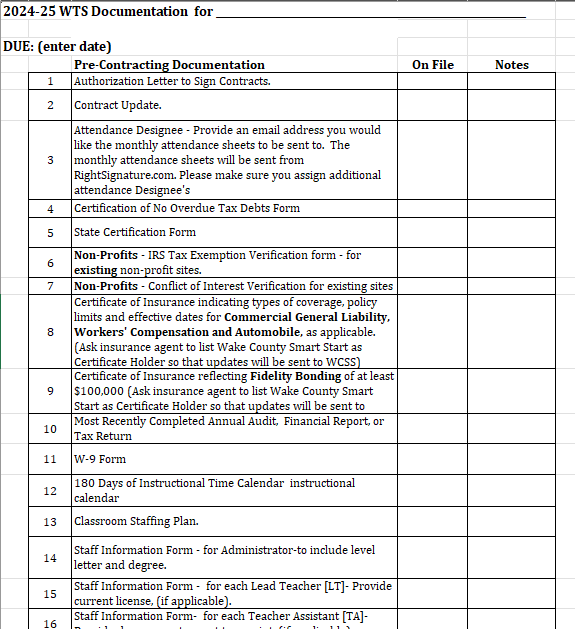 2024-25 WTS Documentation for
DUE: (enter date)
Pre-Contracting Documentation On File Notes
1 Authorization Letter to Sign Contracts.
2 Contract Update.
Attendance Designee - Provide an email address you would
like the monthly attendance sheets to be sent to. The
3 monthly attendance sheets will be sent from
RightSignature.com. Please make sure you assign additional
attendance Designee's
4 Certification of No Overdue Tax Debts Form
5 State Certification Form
6 Non-Profits - IRS Tax Exemption Verification form - for
existing non-profit sites.
7 Non-Profits - Conflict of Interest Verification for existing sites
Certificate of Insurance indicating types of coverage, policy
limits and effective dates for Commercial General Liability,
8 Workers' Compensation and Automobile, as applicable.
(Ask insurance agent to list Wake County Smart Start as
Certificate Holder so that updates will be sent to WCSS)
Certificate of Insurance reflecting Fidelity Bonding of at least
9 $100,000 (Ask insurance agent to list Wake County Smart
Start as Certificate Holder so that updates will be sent to
10 Most Recently Completed Annual Audit, Financial Report, or
Tax Return
11 W-9 Form
12 180 Days of Instructional Time Calendar instructional
calendar
13 Classroom Staffing Plan.
14 Staff Information Form - for Administrator-to include level
letter and degree.
15 Staff Information Form - for each Lead Teacher [LT]- Provide
current license, (if applicable).
16 Staff Information Form- for each Teacher Assistant [TA]-